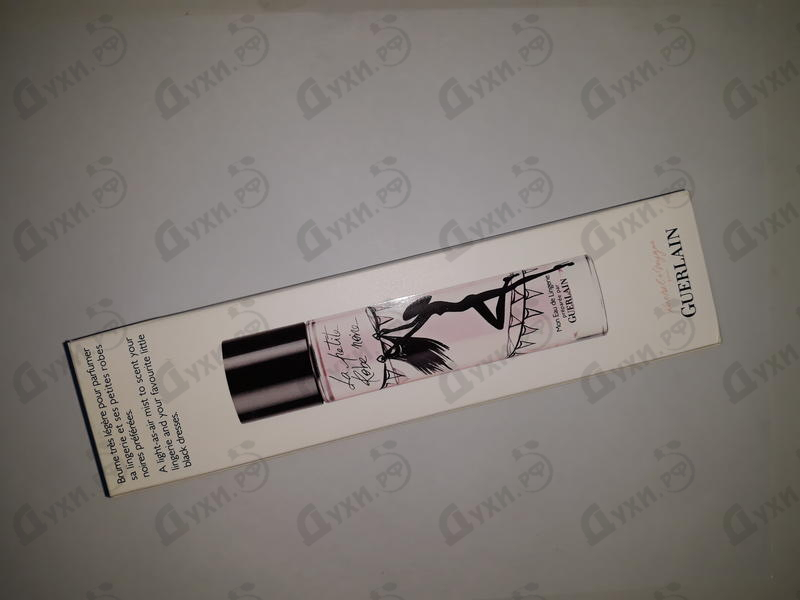 Brume très légère pour parfumer
sa lingerie et ses petites robes
noires préférées.
A light-as-air mist to scent your
lingerie and your favourite little
black dresses.
La petite
Robe noire
Mon Eau de Lingerie
préparée par
GUERLAIN
GUERLAIN
Духи.РФ